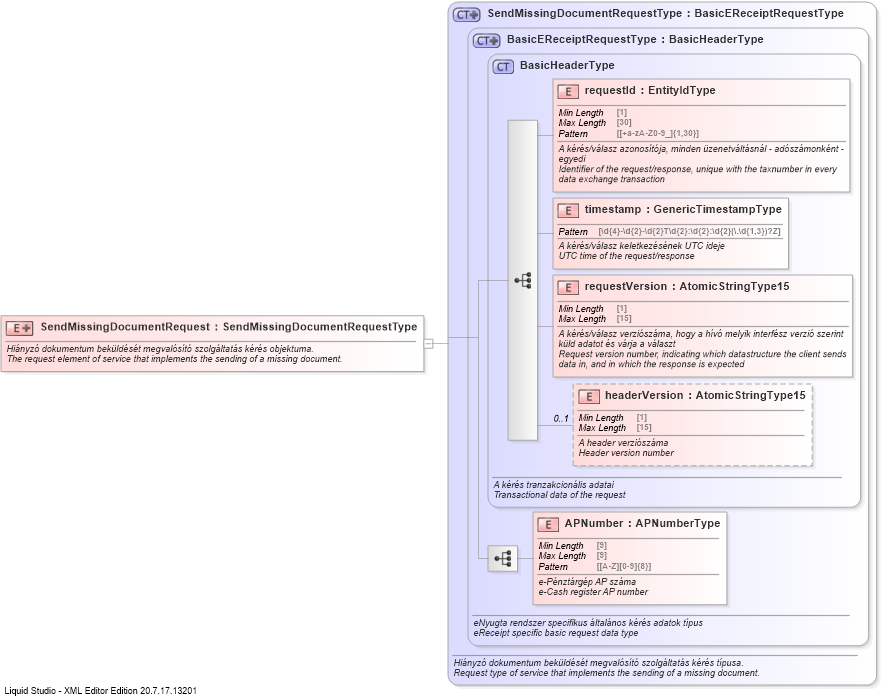 CT+ SendMissingDocumentRequestType : BasicEReceiptRequestType
CT+ BasicEReceiptRequestType : BasicHeaderType
CT BasicHeaderType
E requestId : EntityIdType
Min Length [1]
Max Length [30]
Pattern [[+a-zA-Z0-9_]{1,30}]
A kérés/válasz azonosítója, minden üzenetváltásnál - adószámonként -
egyedi
Identifier of the request/response, unique with the taxnumber in every
data exchange transaction
E timestamp : GenericTimestampType
Pattern [\d{4}-\d{2}-\d{2}T\d{2}:\d{2}:\d{2}(\.\d{1,3})?Z]
A kérés/válasz keletkezésének UTC ideje
UTC time of the request/response
E requestVersion : AtomicStringType15
Min Length [1]
Max Length [15]
A kérés/válasz verziószáma, hogy a hívó melyik interfész verzió szerint
küld adatot és várja a választ
Request version number, indicating which datastructure the client sends
data in, and in which the response is expected
E+ SendMissingDocumentRequest : SendMissingDocumentRequestType
Hiányzó dokumentum beküldését megvalósító szolgáltatás kérés objektuma.
The request element of service that implements the sending of a missing document.
0..1
E headerVersion : AtomicStringType15
Min Length [1]
Max Length [15]
A header verziószáma
Header version number
A kérés tranzakcionális adatai
Transactional data of the request
E APNumber : APNumberType
Min Length [9]
Max Length [9]
Pattern [[A-Z][0-9]{8}]
e-Pénztárgép AP száma
e-Cash register AP number
eNyugta rendszer specifikus általános kérés adatok típus
eReceipt specific basic request data type
Hiányzó dokumentum beküldését megvalósító szolgáltatás kérés típusa.
Request type of service that implements the sending of a missing document.
Liquid Studio - XML Editor Edition 20.7.17.13201